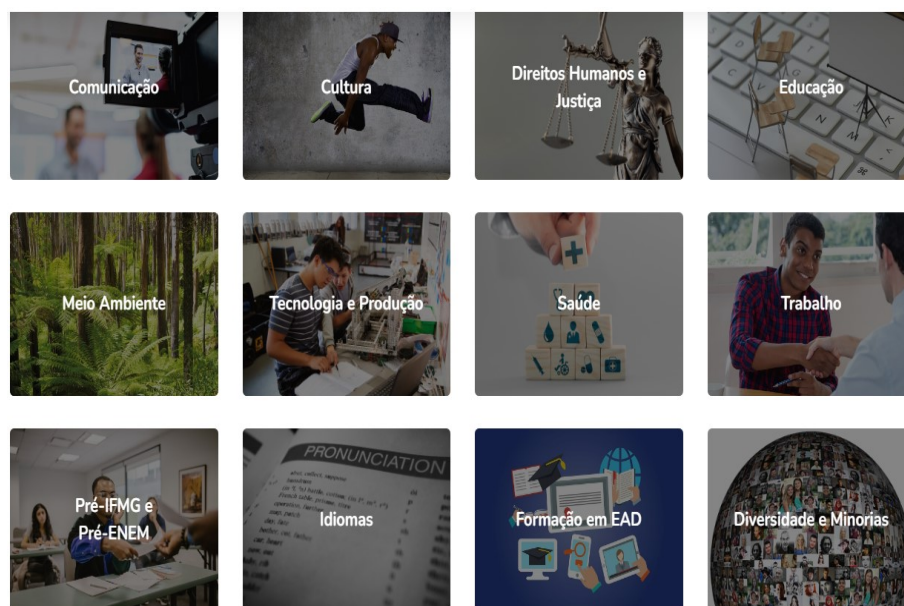 Comunicação
Cultura
Direitos Humanos e
Justiça
Educação
Meio Ambiente
Tecnologia e Produção
Saúde
Trabalho
Pré-IFMG e
Pré-ENEM
Idiomas
PRONUNCIATION
Formação em EAD
Diversidade e Minorias